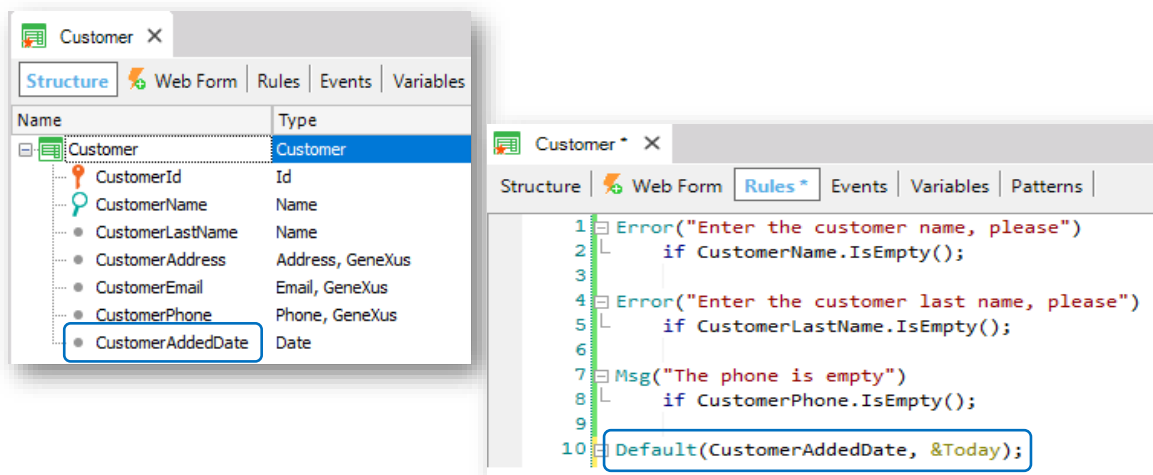 Customer
Structure Web Form Rules Events Variables
Name Type
Customer Customer
CustomerId Id
CustomerName Name
CustomerLastName Name
CustomerAddress Address, GeneXus
CustomerEmail Email, GeneXus
CustomerPhone Phone, GeneXus
CustomerAddedDate Date
Customer *
Structure Web Form Rules * Events Variables Patterns
1 Error("Enter the customer name, please")
2 if CustomerName.IsEmpty();
3
4 Error("Enter the customer last name, please")
5 if CustomerLastName.IsEmpty();
6
7 Msg("The phone is empty")
8 if CustomerPhone.IsEmpty();
9
10 Default(CustomerAddedDate, &Today);